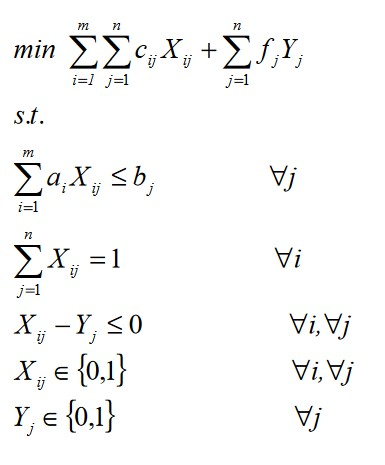 min ∑_{i=1}^{m} ∑_{j=1}^{n} c_{ij} X_{ij} + ∑_{j=1}^{n} f_j Y_j
s.t.
∑_{i=1}^{m} a_i X_{ij} ≤ b_j ∀j
∑_{j=1}^{n} X_{ij} = 1 ∀i
X_{ij} − Y_j ≤ 0 ∀i,∀j
X_{ij} ∈ {0,1} ∀i,∀j
Y_j ∈ {0,1} ∀j